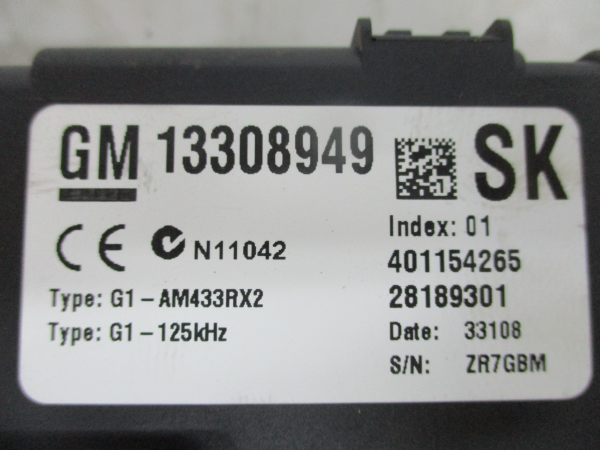 GM 13308949 SK
Index: 01
CE N11042
401154265
Type: G1-AM433RX2
28189301
Type: G1-125kHz
Date: 33108
S/N: ZR7GBM